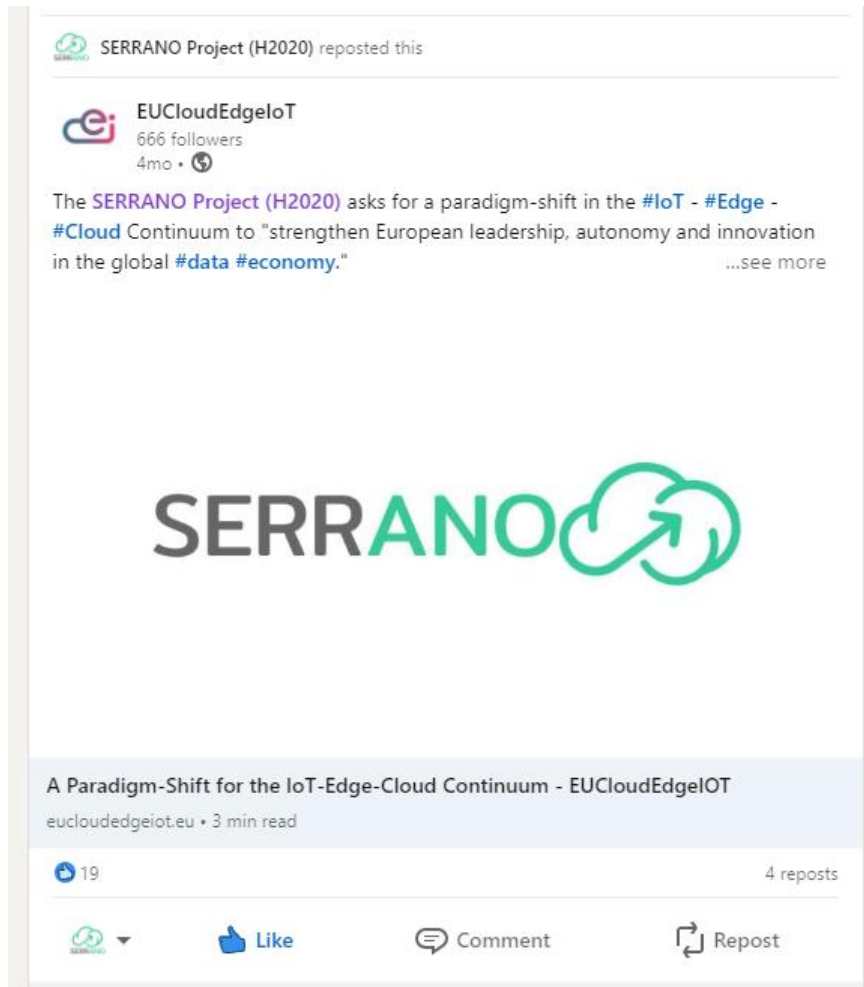 SERRANO Project (H2020) reposted this
EUCloudEdgeIoT
666 followers
4mo •
The SERRANO Project (H2020) asks for a paradigm-shift in the #IoT - #Edge -
#Cloud Continuum to "strengthen European leadership, autonomy and innovation
in the global #data #economy." ...see more
SERRANO
A Paradigm-Shift for the IoT-Edge-Cloud Continuum - EUCloudEdgeIOT
eucloudedgeiot.eu • 3 min read
19 4 reposts
Like Comment Repost